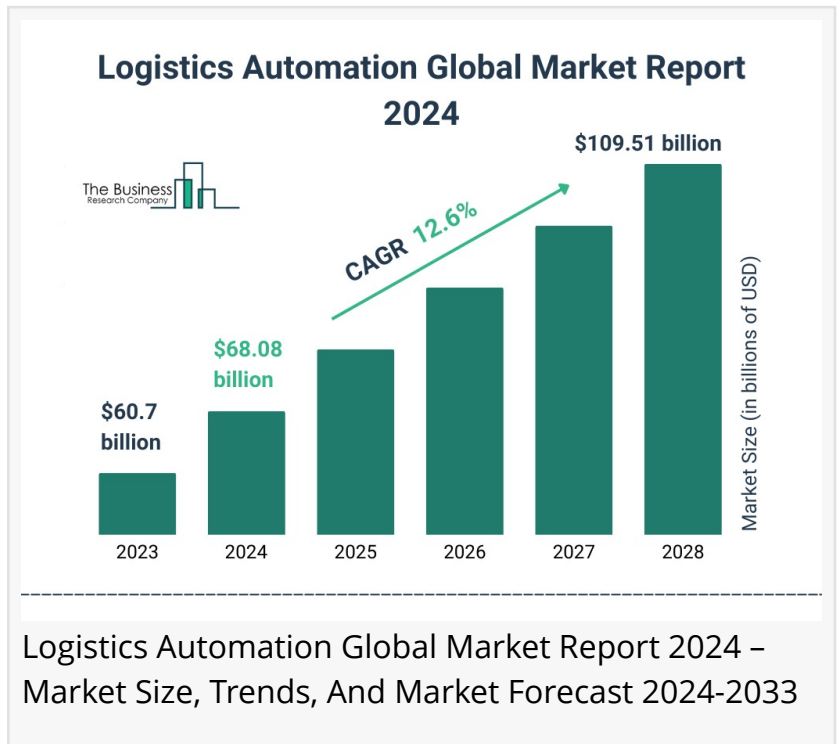 Logistics Automation Global Market Report
2024
$109.51 billion
The Business
Research Company
CAGR 12.6%
$68.08
billion
$60.7
billion
Market Size (in billions of USD)
2023
2024
2025
2026
2027
2028
Logistics Automation Global Market Report 2024 –
Market Size, Trends, And Market Forecast 2024-2033